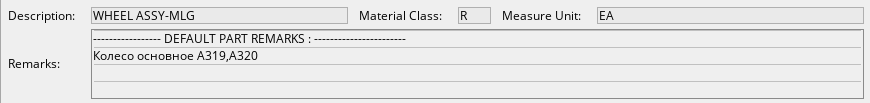 Description: WHEEL ASSY-MLG Material Class: R Measure Unit: EA
----------------- DEFAULT PART REMARKS : -----------------------
Колесо основное А319,А320
Remarks: